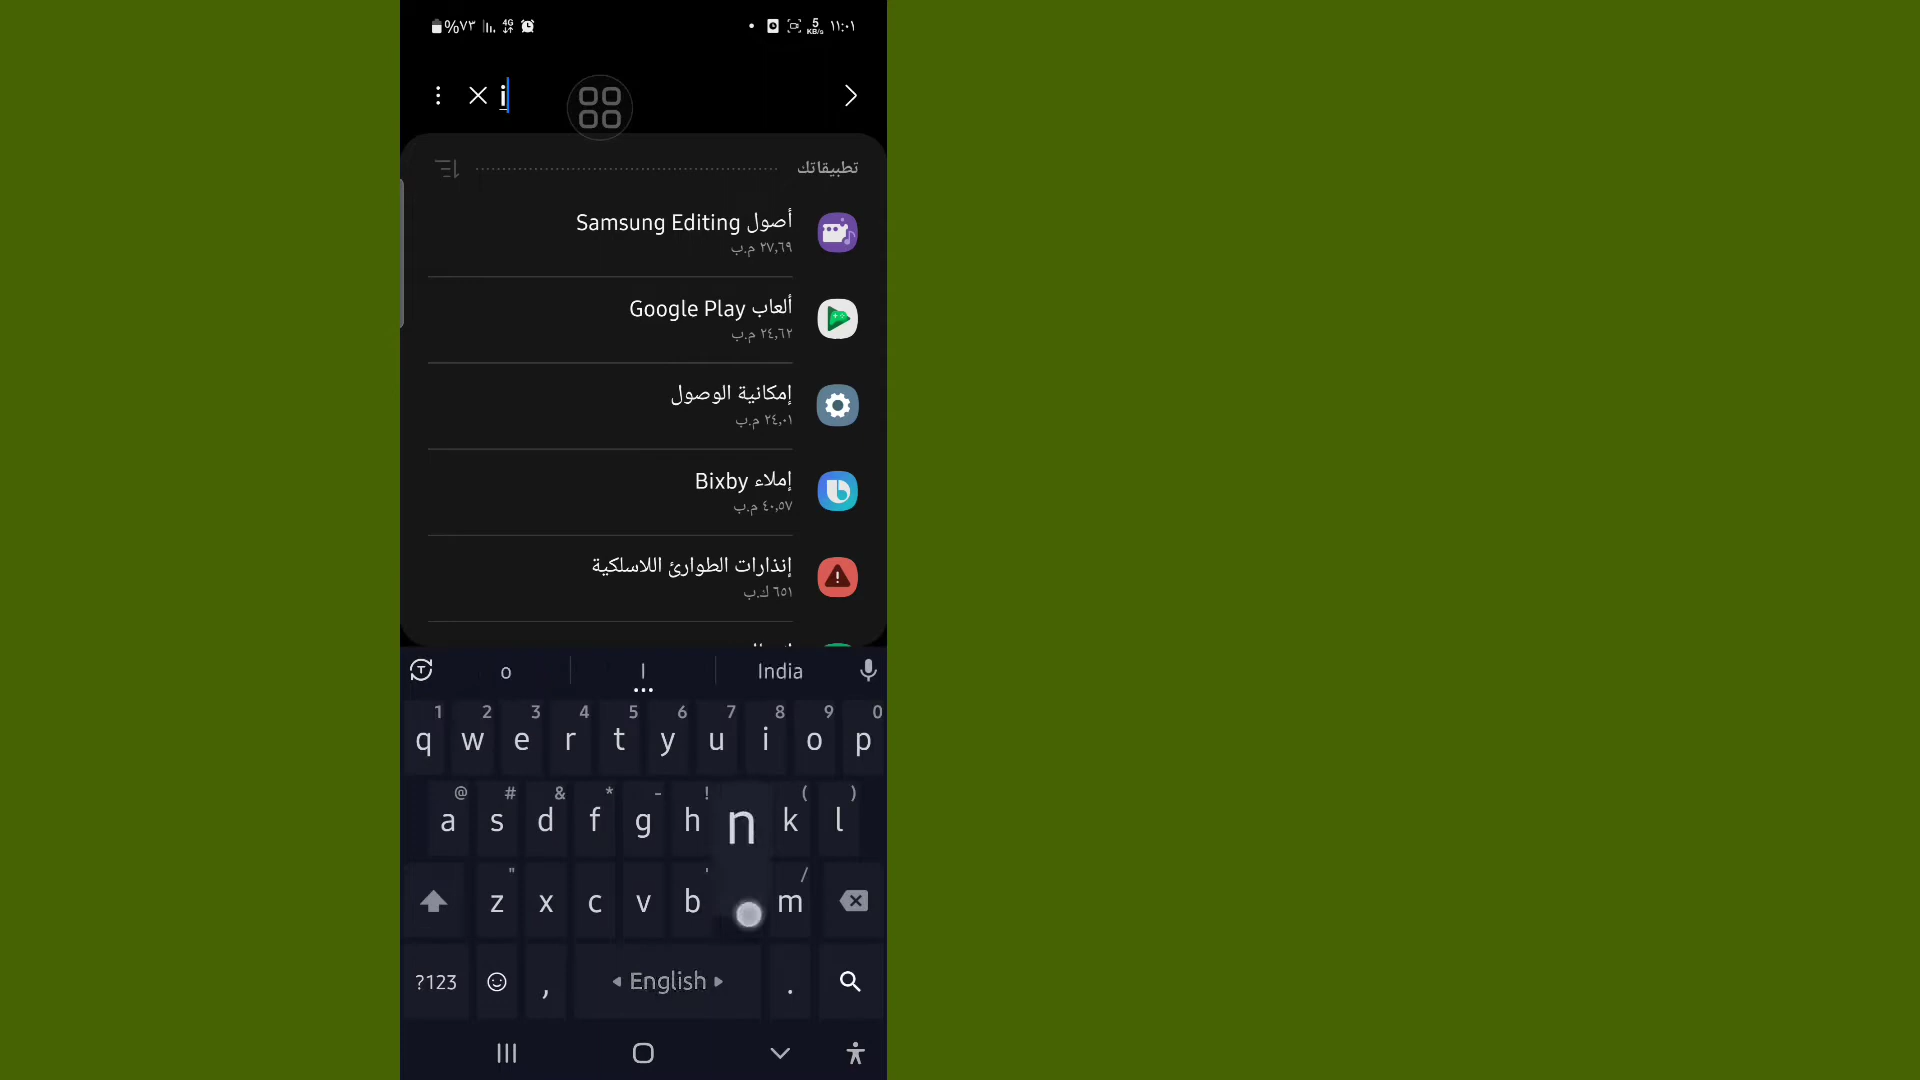 ١١:٠١ 5 KB/s 4G %٧٣
i
تطبيقاتك
أصول Samsung Editing
٢٧,٦٩ م.ب
ألعاب Google Play
٢٤,٦٢ م.ب
إمكانية الوصول
٢٤,٠١ م.ب
إملاء Bixby
٤٠,٥٧ م.ب
إنذارات الطوارئ اللاسلكية
٦٥١ ك.ب
o I India
1 2 3 4 5 6 7 8 9 0
q w e r t y u i o p
@ # & * - ! ( )
a s d f g h n k l
" ' /
z x c v b m
?123 , English .